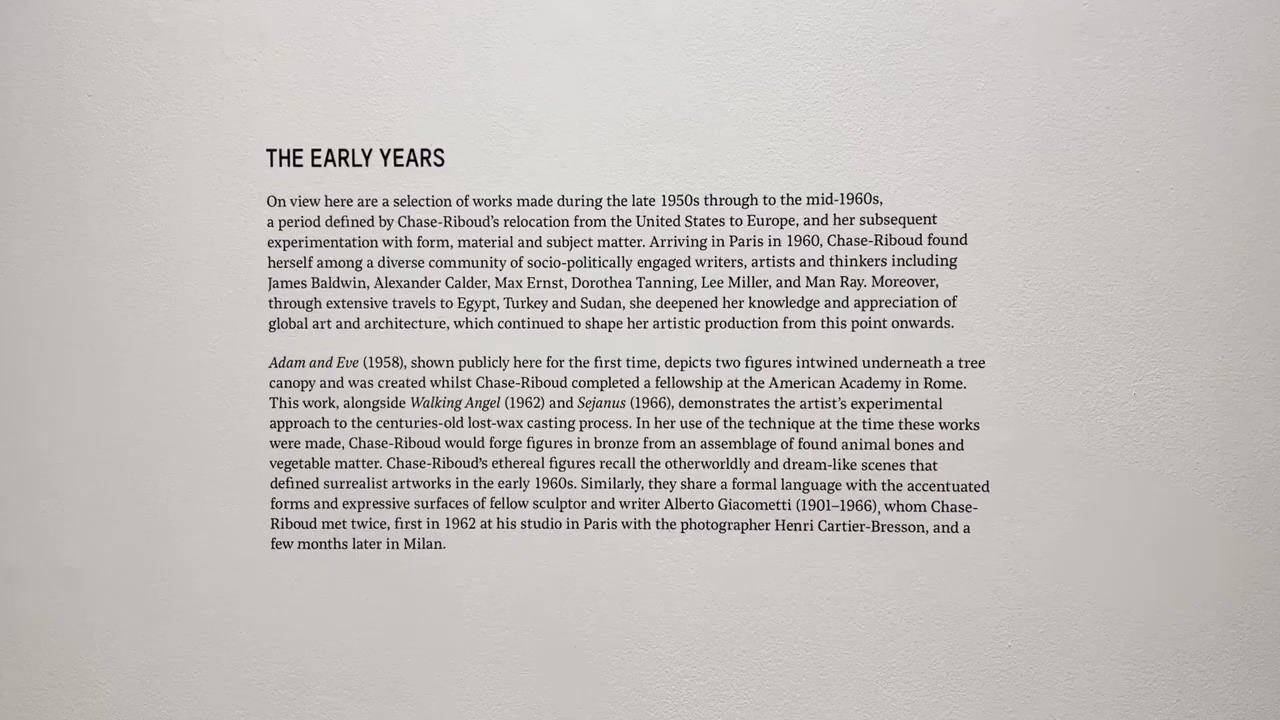 THE EARLY YEARS
On view here are a selection of works made during the late 1950s through to the mid-1960s,
a period defined by Chase-Riboud's relocation from the United States to Europe, and her subsequent
experimentation with form, material and subject matter. Arriving in Paris in 1960, Chase-Riboud found
herself among a diverse community of socio-politically engaged writers, artists and thinkers including
James Baldwin, Alexander Calder, Max Ernst, Dorothea Tanning, Lee Miller, and Man Ray. Moreover,
through extensive travels to Egypt, Turkey and Sudan, she deepened her knowledge and appreciation of
global art and architecture, which continued to shape her artistic production from this point onwards.
Adam and Eve (1958), shown publicly here for the first time, depicts two figures intwined underneath a tree
canopy and was created whilst Chase-Riboud completed a fellowship at the American Academy in Rome.
This work, alongside Walking Angel (1962) and Sejanus (1966), demonstrates the artist's experimental
approach to the centuries-old lost-wax casting process. In her use of the technique at the time these works
were made, Chase-Riboud would forge figures in bronze from an assemblage of found animal bones and
vegetable matter. Chase-Riboud's ethereal figures recall the otherworldly and dream-like scenes that
defined surrealist artworks in the early 1960s. Similarly, they share a formal language with the accentuated
forms and expressive surfaces of fellow sculptor and writer Alberto Giacometti (1901–1966), whom Chase-
Riboud met twice, first in 1962 at his studio in Paris with the photographer Henri Cartier-Bresson, and a
few months later in Milan.